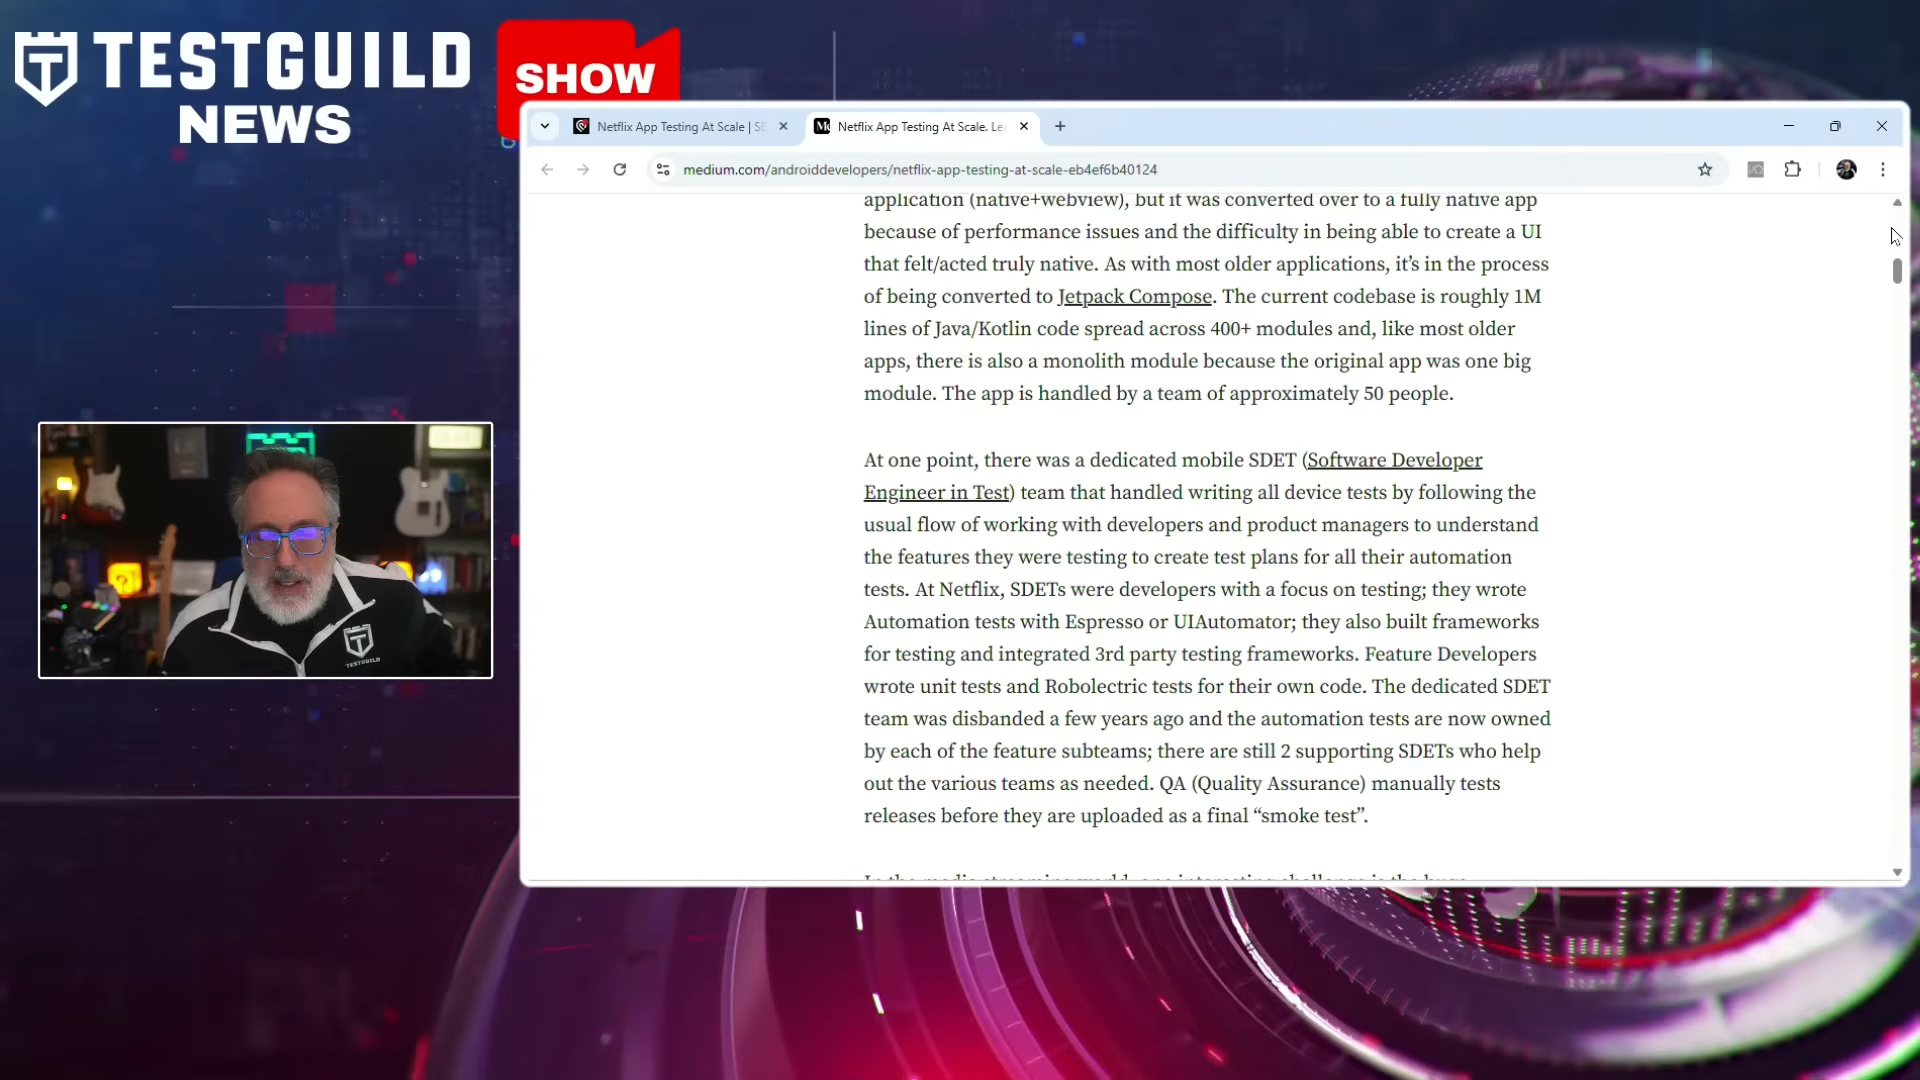 TESTGUILD
NEWS
SHOW
Netflix App Testing At Scale | S
Netflix App Testing At Scale. Le
medium.com/androiddevelopers/netflix-app-testing-at-scale-eb4ef6b40124
application (native+webview), but it was converted over to a fully native app
because of performance issues and the difficulty in being able to create a UI
that felt/acted truly native. As with most older applications, it’s in the process
of being converted to Jetpack Compose. The current codebase is roughly 1M
lines of Java/Kotlin code spread across 400+ modules and, like most older
apps, there is also a monolith module because the original app was one big
module. The app is handled by a team of approximately 50 people.
At one point, there was a dedicated mobile SDET (Software Developer
Engineer in Test) team that handled writing all device tests by following the
usual flow of working with developers and product managers to understand
the features they were testing to create test plans for all their automation
tests. At Netflix, SDETs were developers with a focus on testing; they wrote
Automation tests with Espresso or UIAutomator; they also built frameworks
for testing and integrated 3rd party testing frameworks. Feature Developers
wrote unit tests and Robolectric tests for their own code. The dedicated SDET
team was disbanded a few years ago and the automation tests are now owned
by each of the feature subteams; there are still 2 supporting SDETs who help
out the various teams as needed. QA (Quality Assurance) manually tests
releases before they are uploaded as a final “smoke test”.
In the media streaming world, one interesting challenge is the huge
TESTGUILD